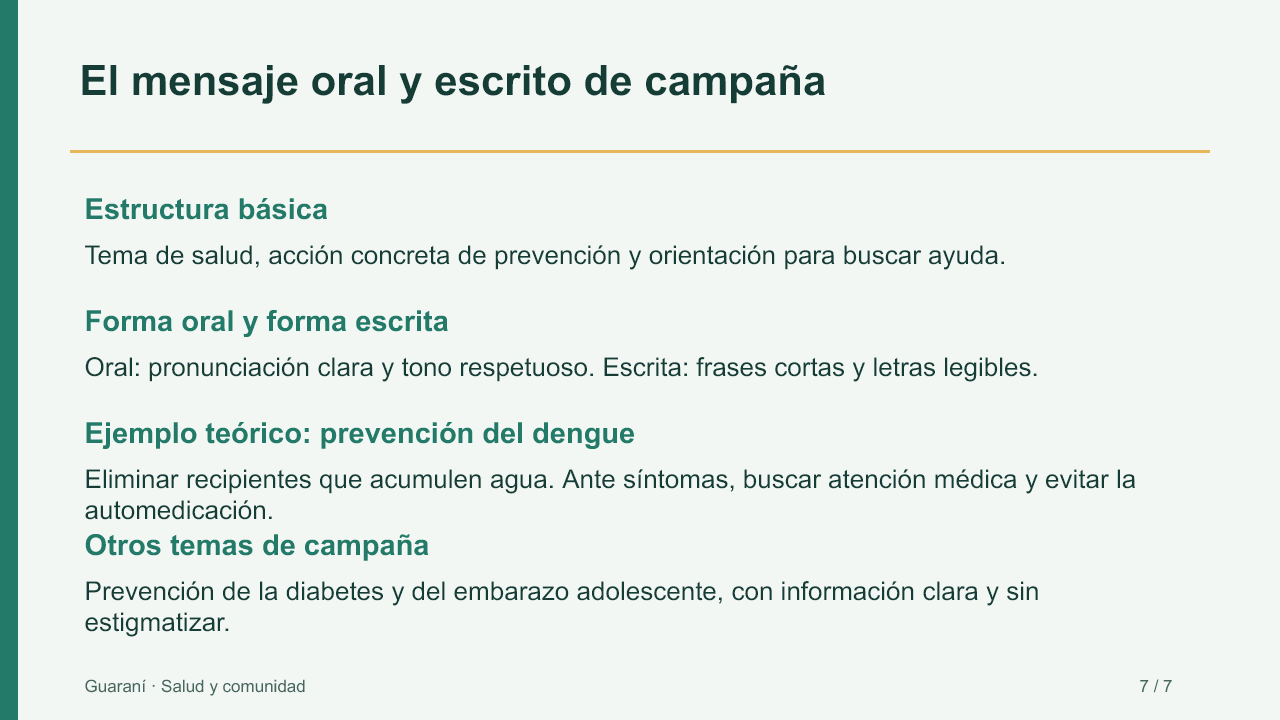 El mensaje oral y escrito de campaña
Estructura básica
Tema de salud, acción concreta de prevención y orientación para buscar ayuda.
Forma oral y forma escrita
Oral: pronunciación clara y tono respetuoso. Escrita: frases cortas y letras legibles.
Ejemplo teórico: prevención del dengue
Eliminar recipientes que acumulen agua. Ante síntomas, buscar atención médica y evitar la
automedicación.
Otros temas de campaña
Prevención de la diabetes y del embarazo adolescente, con información clara y sin
estigmatizar.
Guaraní · Salud y comunidad
7 / 7